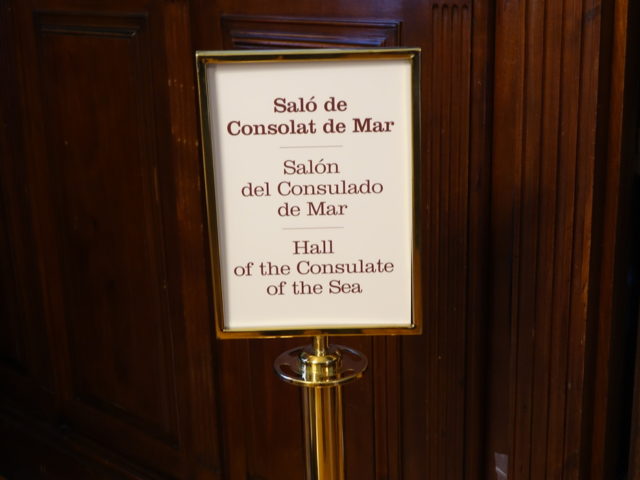 Saló de
Consolat de Mar
Salón
del Consulado
de Mar
Hall
of the Consulate
of the Sea